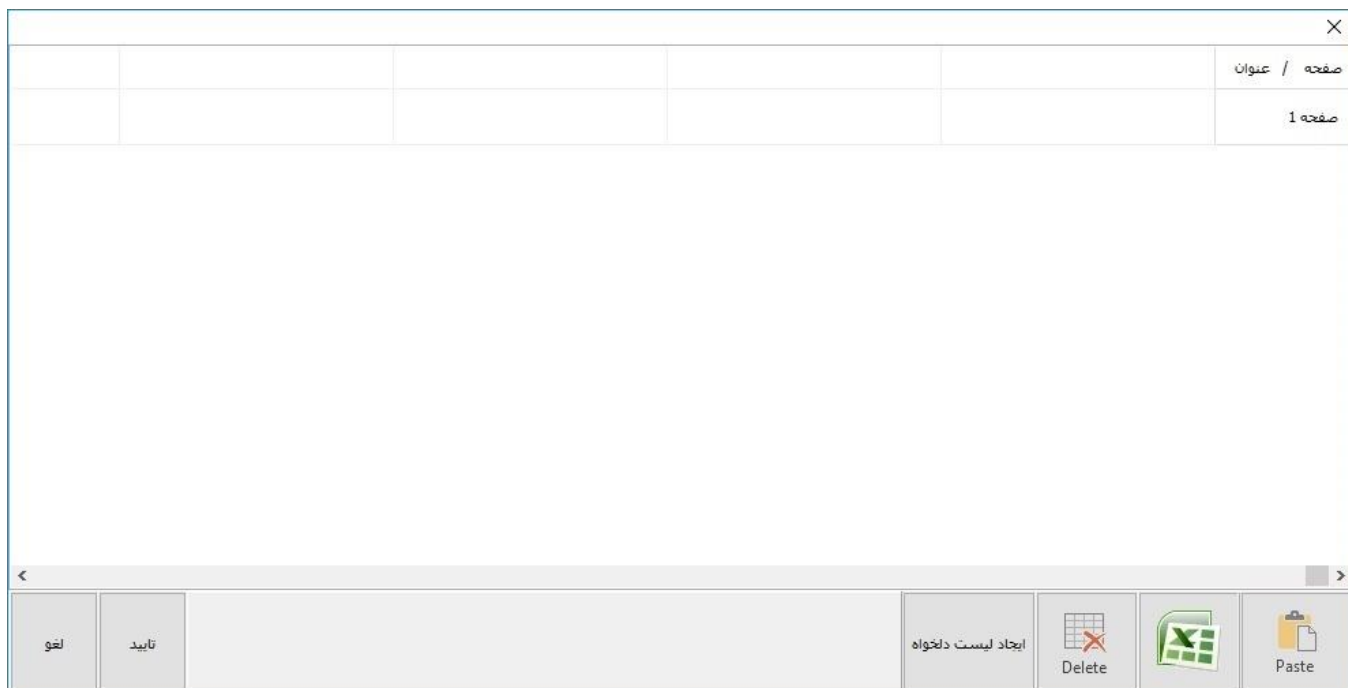 صفحه / عنوان
صفحه 1
Paste
Delete
ایجاد لیست دلخواه
تایید
لغو